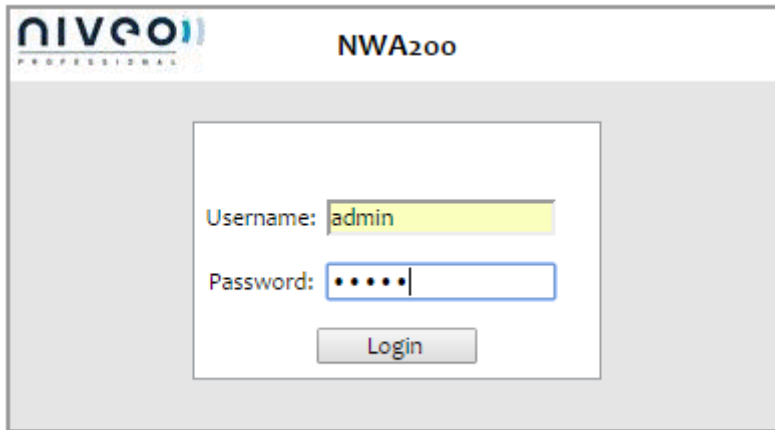 niveo
PROFESSIONAL
NWA200
Username: admin
Password: •••••
Login